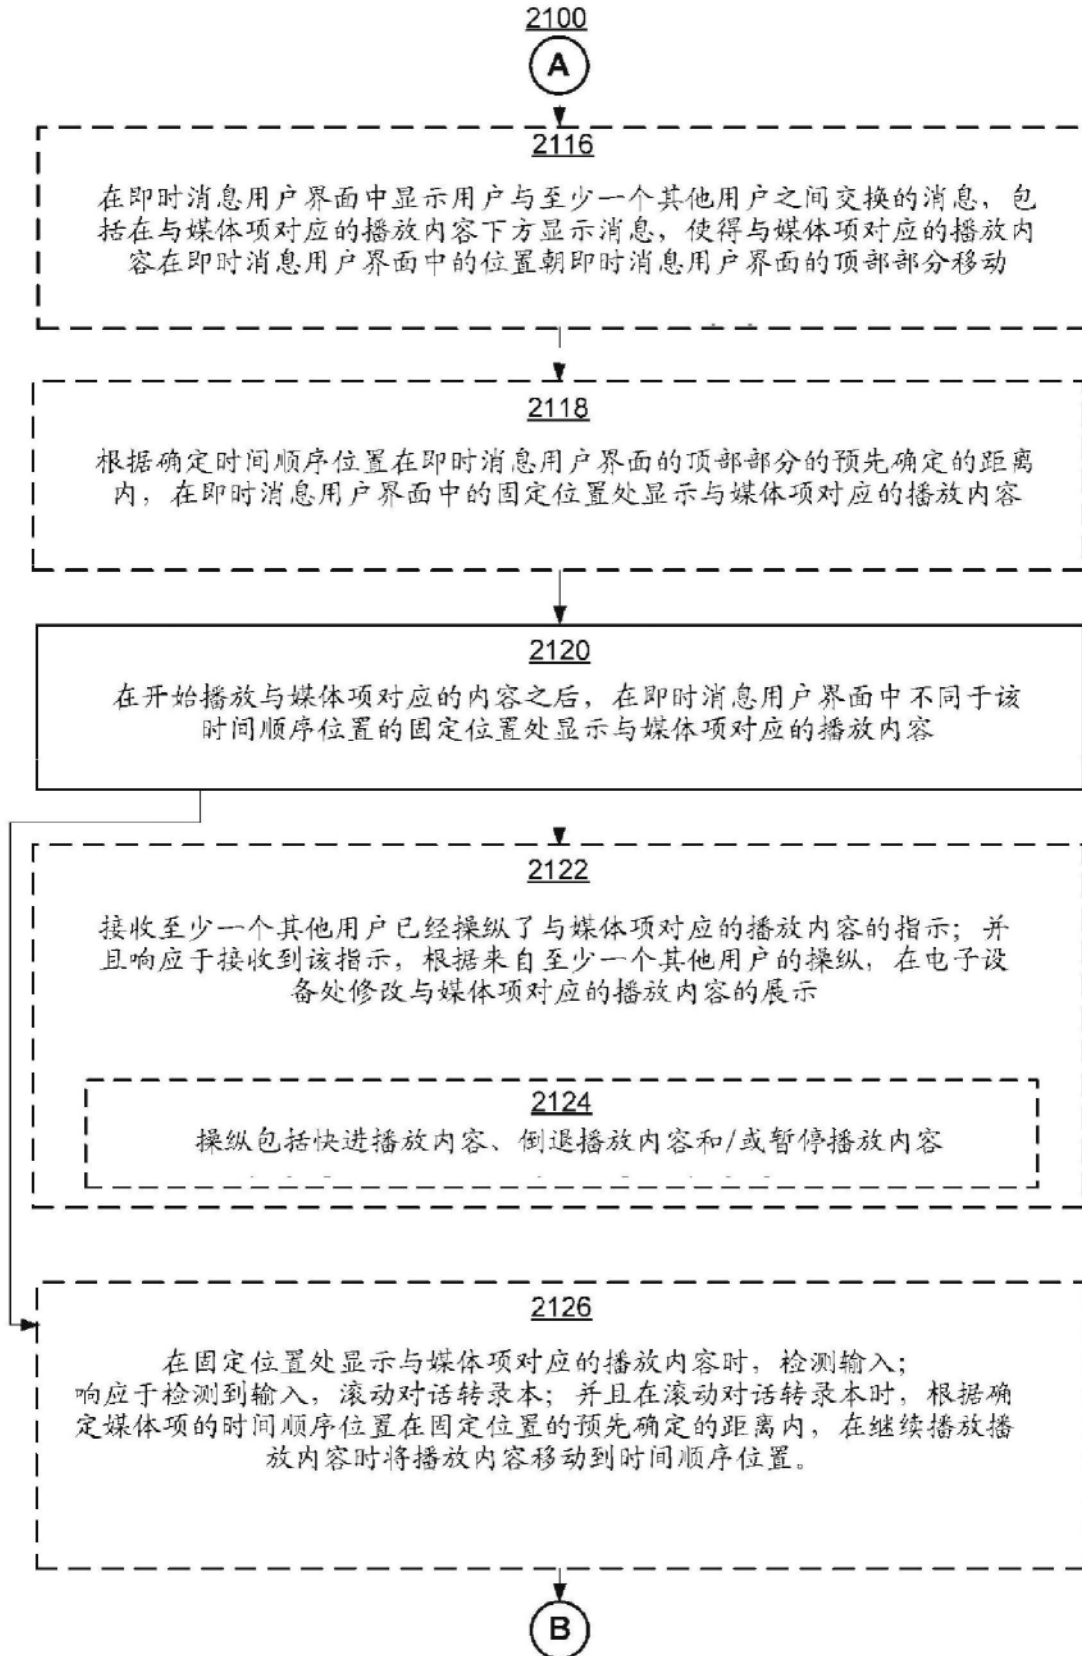 2100
A
2116
在即时消息用户界面中显示用户与至少一个其他用户之间交换的消息，包
括在与媒体项对应的播放内容下方显示消息，使得与媒体项对应的播放内
容在即时消息用户界面中的位置朝即时消息用户界面的顶部部分移动
2118
根据确定时间顺序位置在即时消息用户界面的顶部部分的预先确定的距离
内，在即时消息用户界面中的固定位置处显示与媒体项对应的播放内容
2120
在开始播放与媒体项对应的内容之后，在即时消息用户界面中不同于该
时间顺序位置的固定位置处显示与媒体项对应的播放内容
2122
接收至少一个其他用户已经操纵了与媒体项对应的播放内容的指示；并
且响应于接收到该指示，根据来自至少一个其他用户的操纵，在电子设
备处修改与媒体项对应的播放内容的展示
2124
操纵包括快进播放内容、倒退播放内容和/或暂停播放内容
2126
在固定位置处显示与媒体项对应的播放内容时，检测输入；
响应于检测到输入，滚动对话转录本；并且在滚动对话转录本时，根据确
定媒体项的时间顺序位置在固定位置的预先确定的距离内，在继续播放播
放内容时将播放内容移动到时间顺序位置。
B